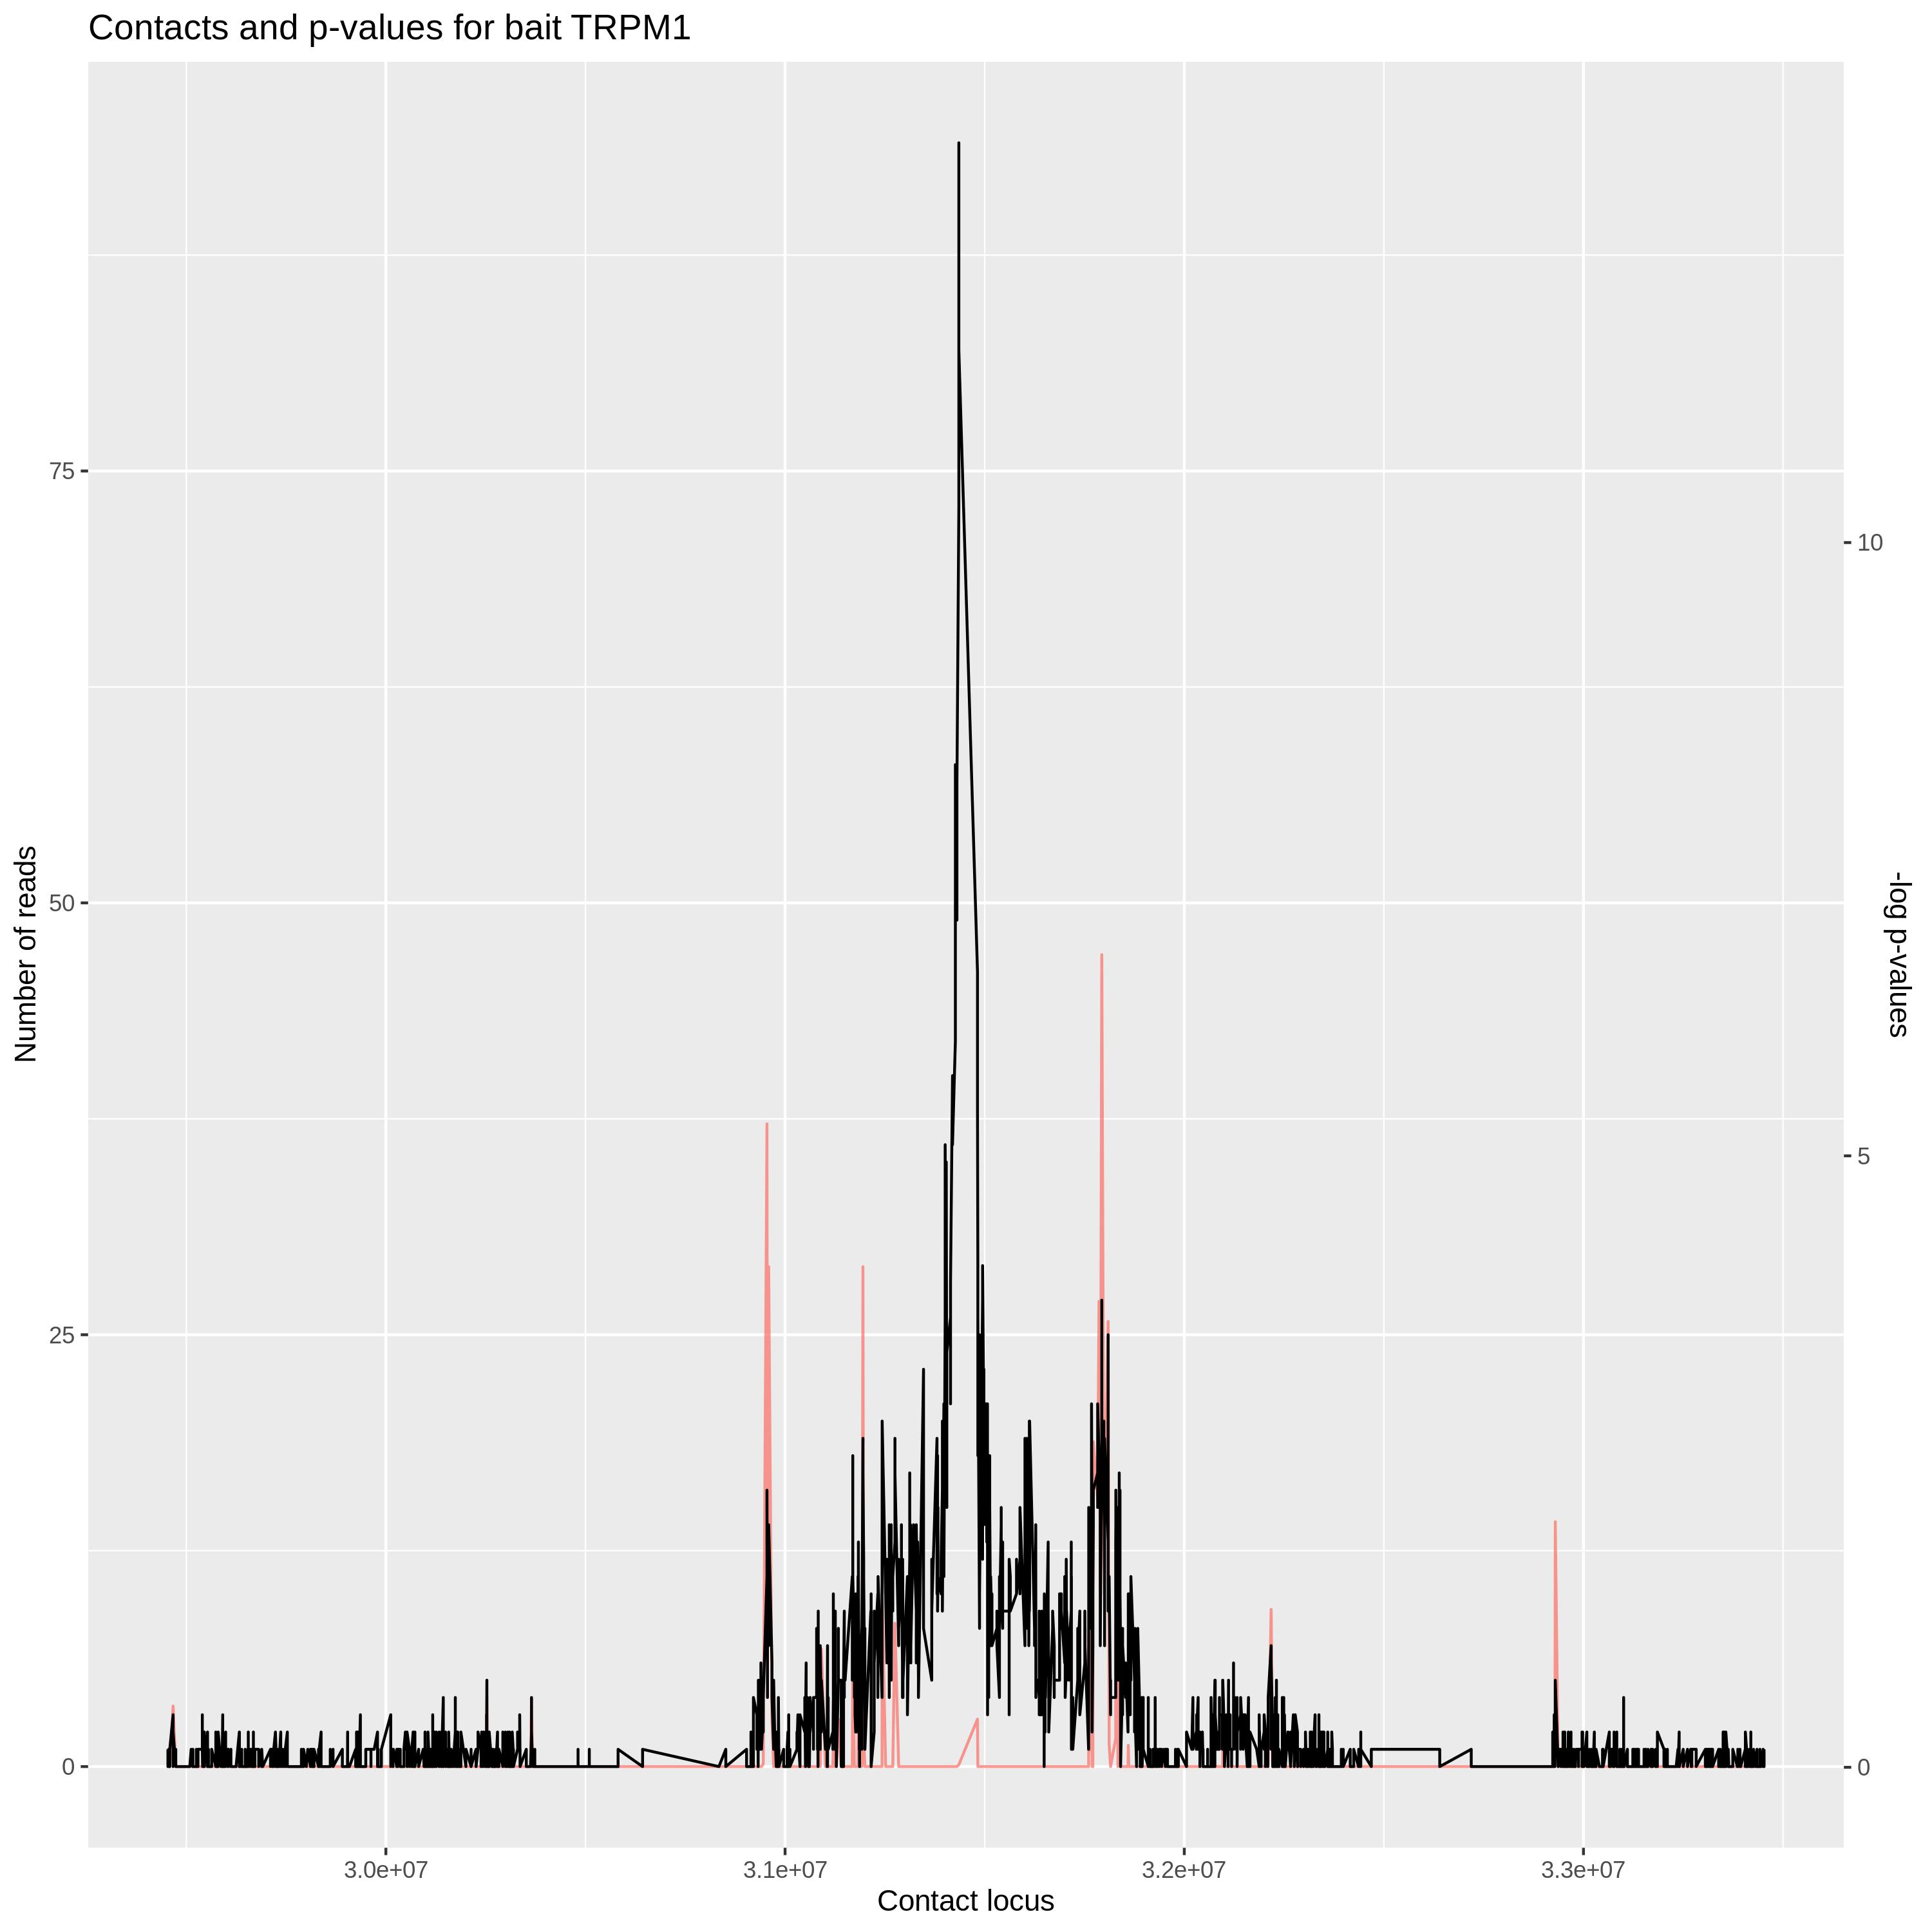 Contacts and p-values for bait TRPM1
Number of reads
75
50
25
0
10
5
0
-log p-values
3.0e+07 3.1e+07 3.2e+07 3.3e+07
Contact locus